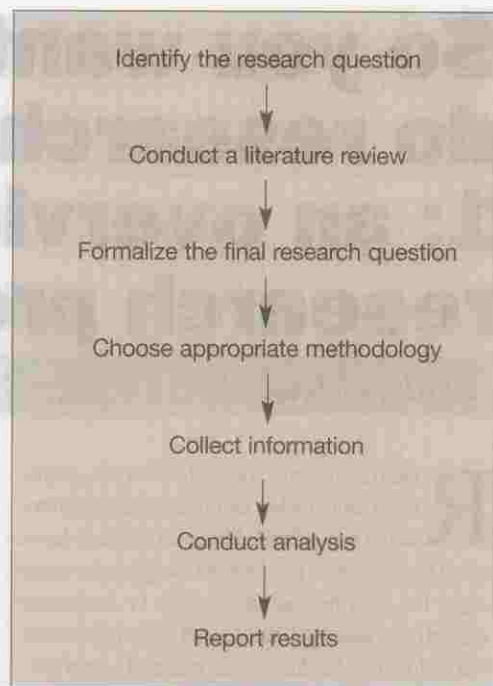 Identify the research question
Conduct a literature review
Formalize the final research question
Choose appropriate methodology
Collect information
Conduct analysis
Report results